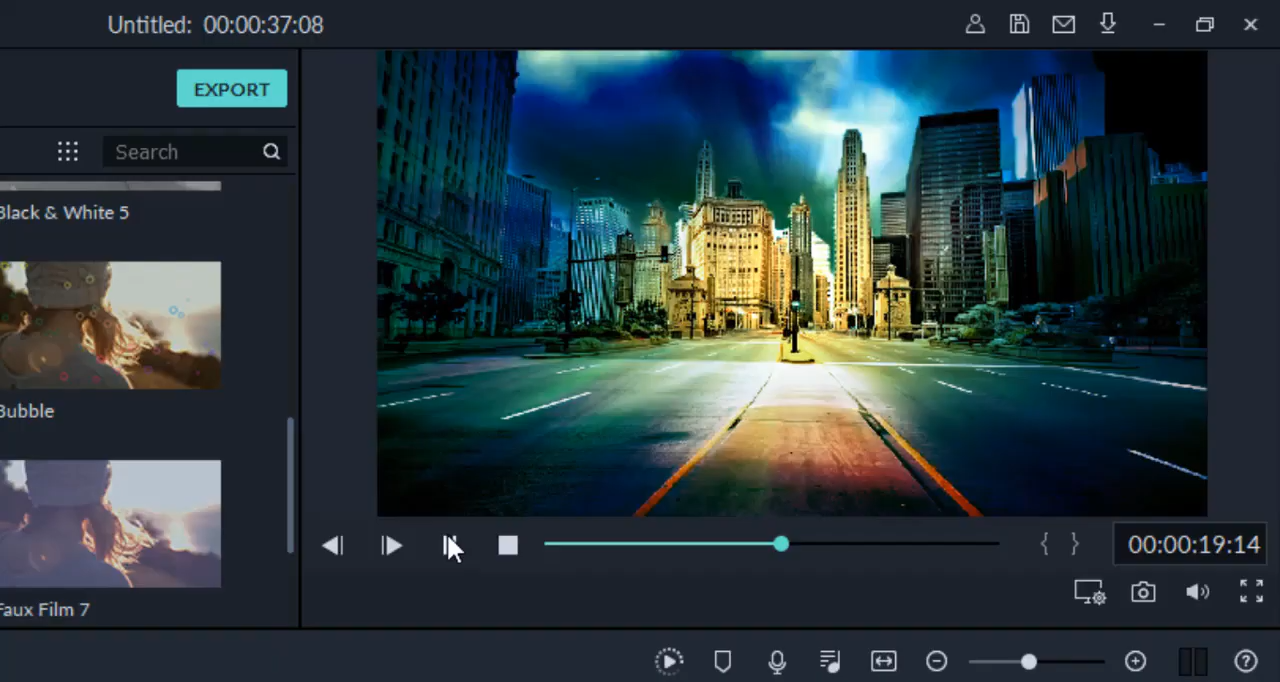 Untitled: 00:00:37:08
EXPORT
Search
Black & White 5
Bubble
Faux Film 7
{ }
00:00:19:14